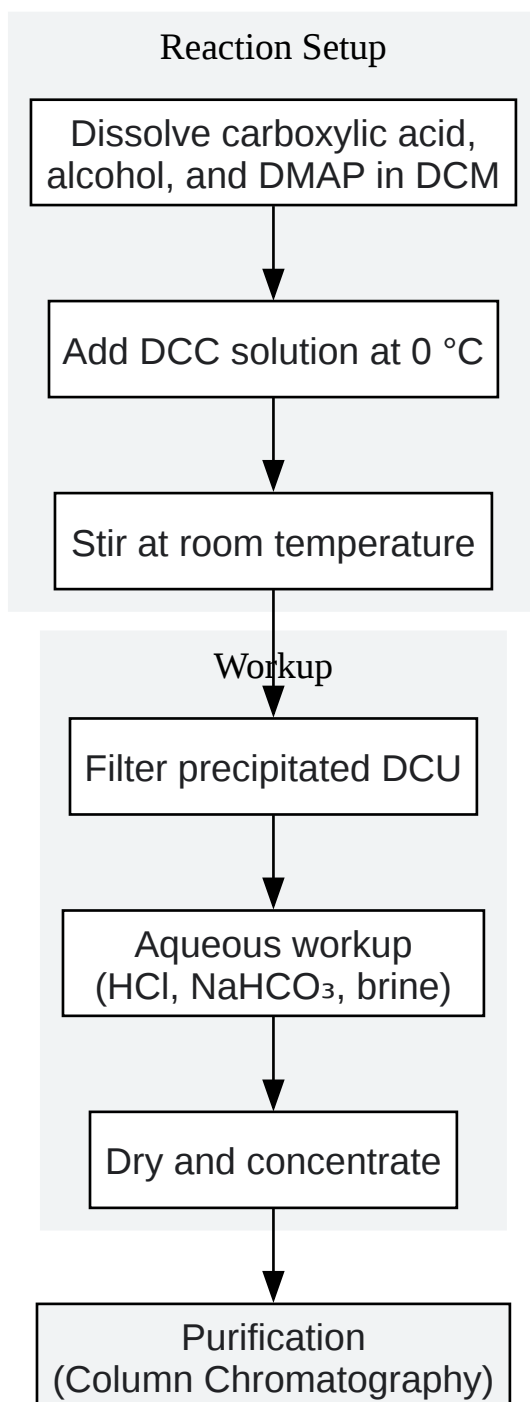 Reaction Setup
Dissolve carboxylic acid,
alcohol, and DMAP in DCM
Add DCC solution at 0 °C
Stir at room temperature
Workup
Filter precipitated DCU
Aqueous workup
(HCl, NaHCO₃, brine)
Dry and concentrate
Purification
(Column Chromatography)